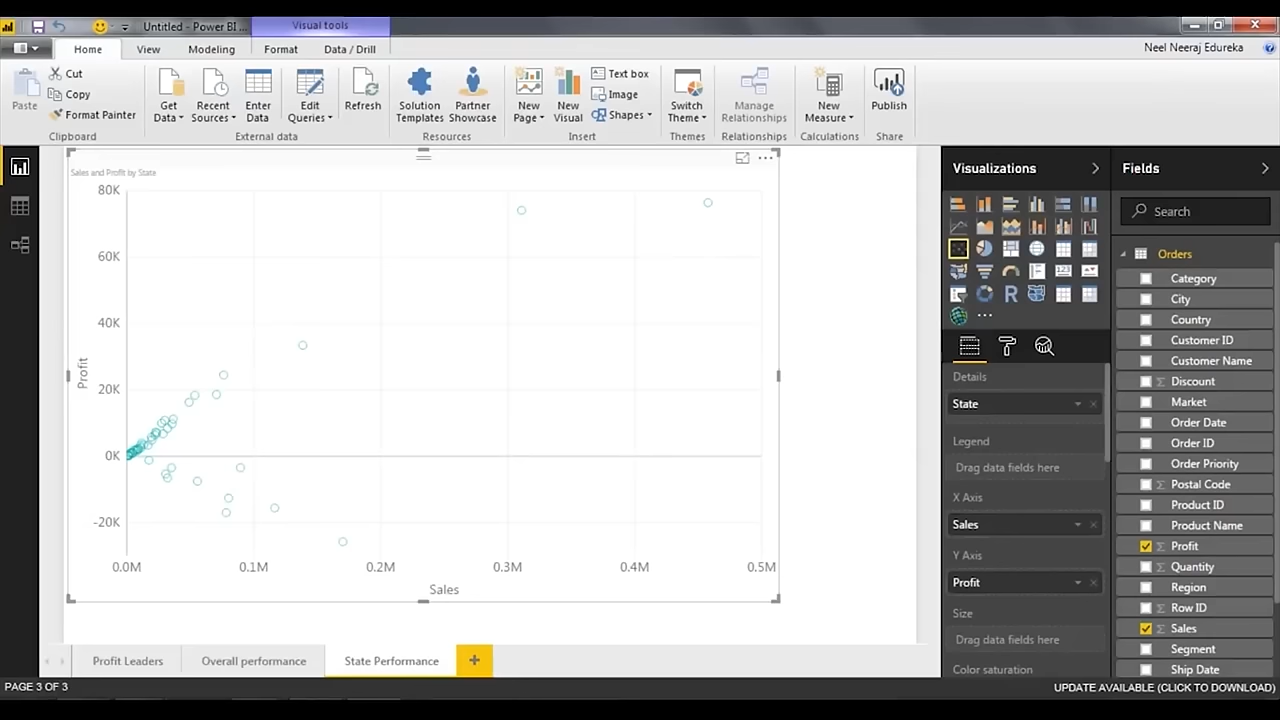 Untitled - Power BI ...
Visual tools
Home
View
Modeling
Format
Data / Drill
Neel Neeraj Edureka
Paste
Cut
Copy
Format Painter
Clipboard
Get Data
Recent Sources
Enter Data
Edit Queries
Refresh
External data
Solution Templates
Partner Showcase
Resources
New Page
New Visual
Text box
Image
Shapes
Insert
Switch Theme
Themes
Manage Relationships
Relationships
New Measure
Calculations
Publish
Share
Sales and Profit by State
80K
60K
40K
20K
0K
-20K
Profit
0.0M
0.1M
0.2M
0.3M
0.4M
0.5M
Sales
Visualizations
R
123
Details
State
Legend
Drag data fields here
X Axis
Sales
Y Axis
Profit
Size
Drag data fields here
Color saturation
Fields
Search
Orders
Category
City
Country
Customer ID
Customer Name
Discount
Market
Order Date
Order ID
Order Priority
Postal Code
Product ID
Product Name
Profit
Quantity
Region
Row ID
Sales
Segment
Ship Date
Profit Leaders
Overall performance
State Performance
PAGE 3 OF 3
UPDATE AVAILABLE (CLICK TO DOWNLOAD)